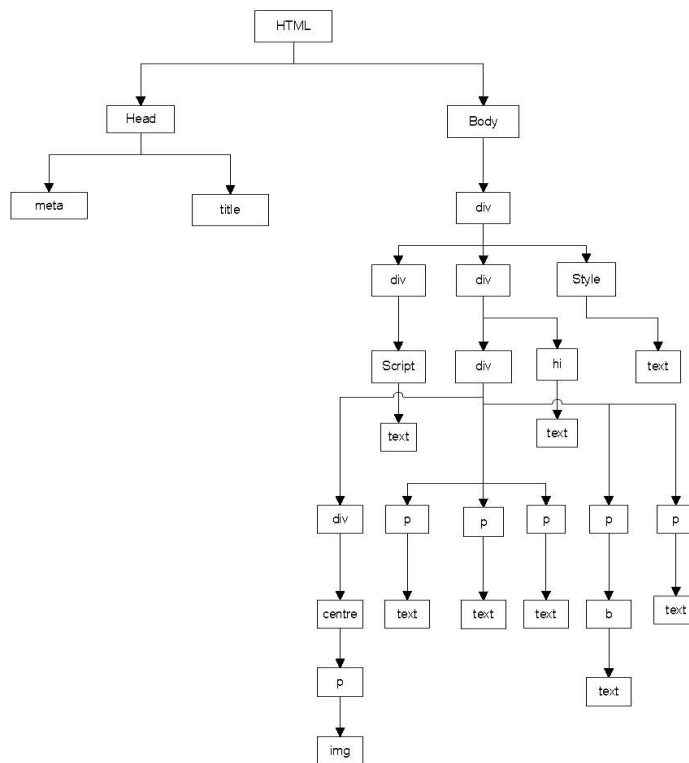 HTML
Head
Body
meta
title
div
div
div
Style
Script
div
hi
text
text
text
div
p
p
p
p
p
centre
text
text
text
b
text
p
text
img